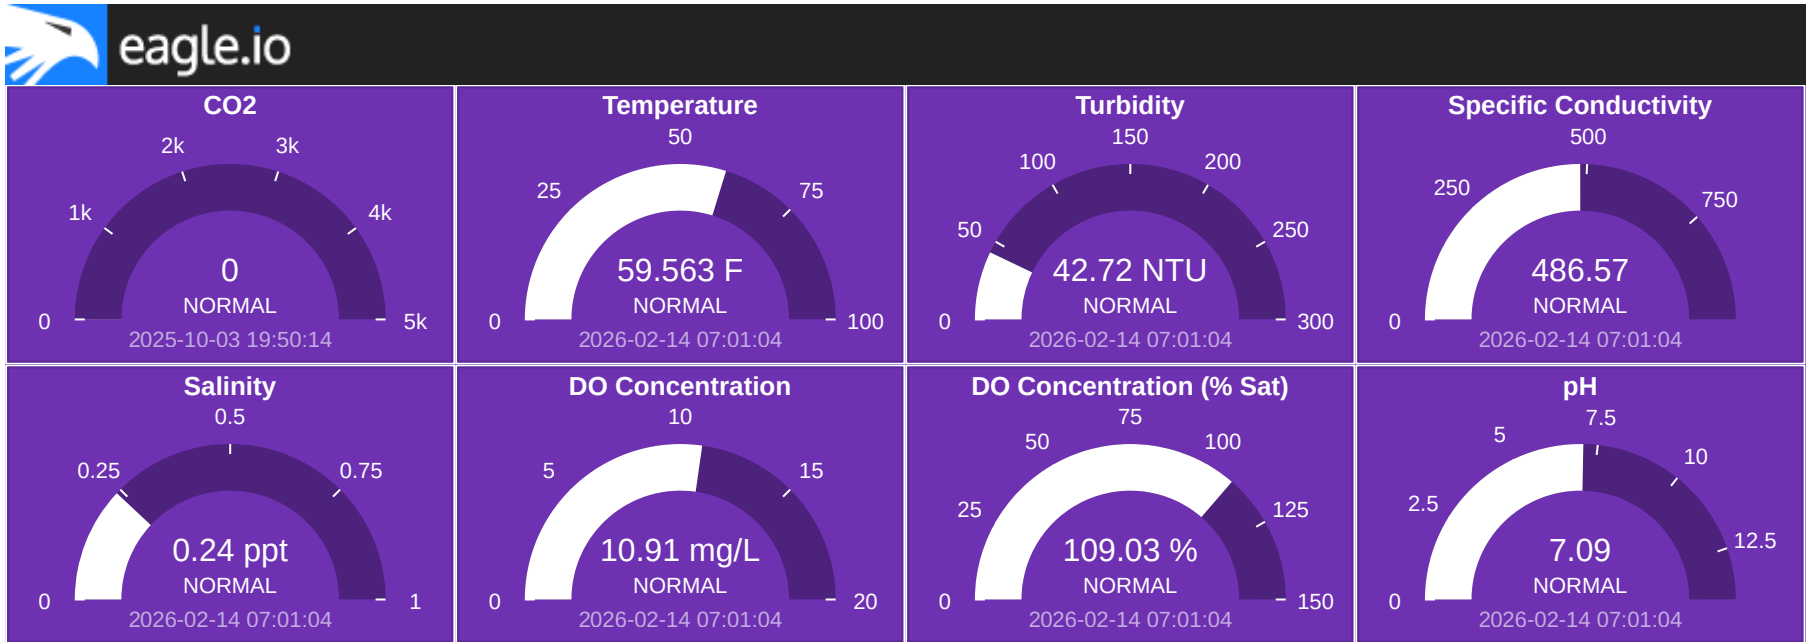 eagle.io
CO2
0
1k
2k
3k
4k
5k
0
NORMAL
2025-10-03 19:50:14
Temperature
0
25
50
75
100
59.563 F
NORMAL
2026-02-14 07:01:04
Turbidity
0
50
100
150
200
250
300
42.72 NTU
NORMAL
2026-02-14 07:01:04
Specific Conductivity
0
250
500
750
486.57
NORMAL
2026-02-14 07:01:04
Salinity
0
0.25
0.5
0.75
1
0.24 ppt
NORMAL
2026-02-14 07:01:04
DO Concentration
0
5
10
15
20
10.91 mg/L
NORMAL
2026-02-14 07:01:04
DO Concentration (% Sat)
0
25
50
75
100
125
150
109.03 %
NORMAL
2026-02-14 07:01:04
pH
0
2.5
5
7.5
10
12.5
7.09
NORMAL
2026-02-14 07:01:04